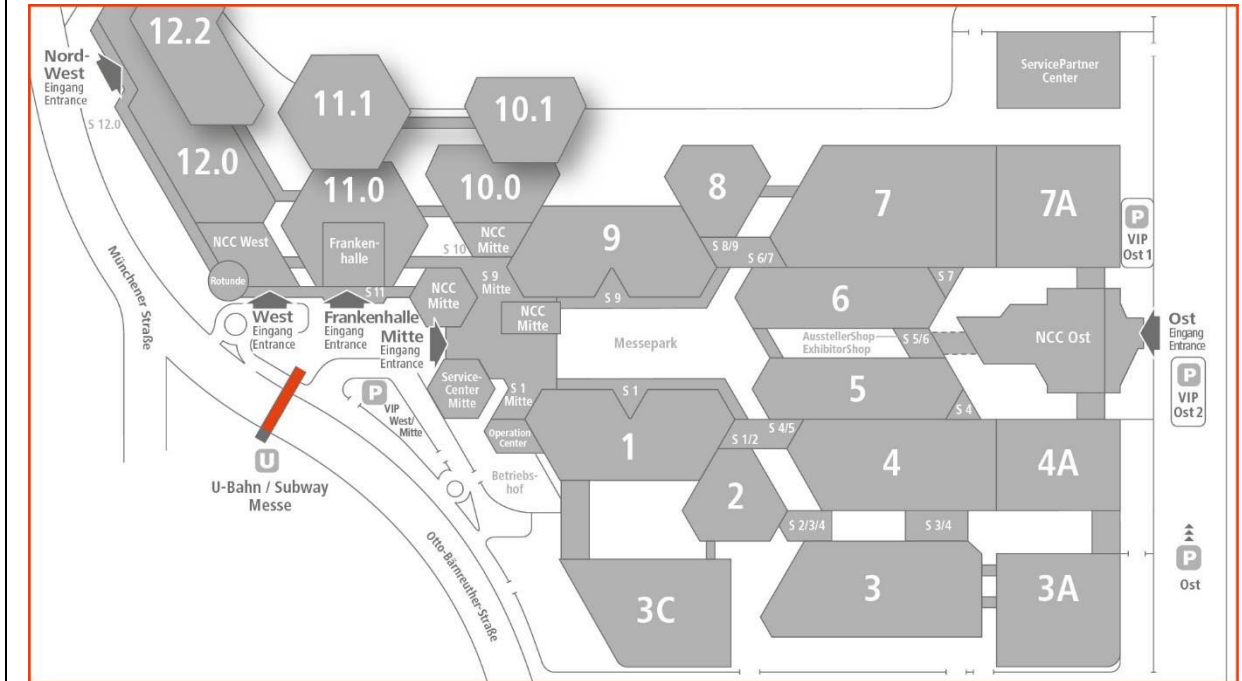 12.2
Nord-
West
Eingang
Entrance
S 12.0
12.0
11.1
10.1
11.0
10.0
ServicePartner
Center
8
7
7A
P
VIP
Ost 1
NCC West
Franken-
halle
S 10
NCC
Mitte
9
S 8/9
S 6/7
Rotunde
S 11
NCC
Mitte
S 9
Mitte
S 9
NCC
Mitte
6
S 7
Münchener Straße
West
Eingang
(Entrance
Frankenhalle
Eingang
Entrance
Mitte
Eingang
Entrance
Messepark
AusstellerShop
ExhibitorShop
S 5/6
NCC Ost
Ost
Eingang
Entrance
P
VIP
Ost 2
Service-
Center
Mitte
P
VIP
West/
Mitte
S 1
Mitte
S 1
5
S 4
Operation
Center
1
S 1/2
S 4/5
4
4A
U
U-Bahn / Subway
Messe
Betriebs-
hof
2
S 2/3/4
S 3/4
Otto-Bärnreuther-Straße
3C
3
3A
P
Ost